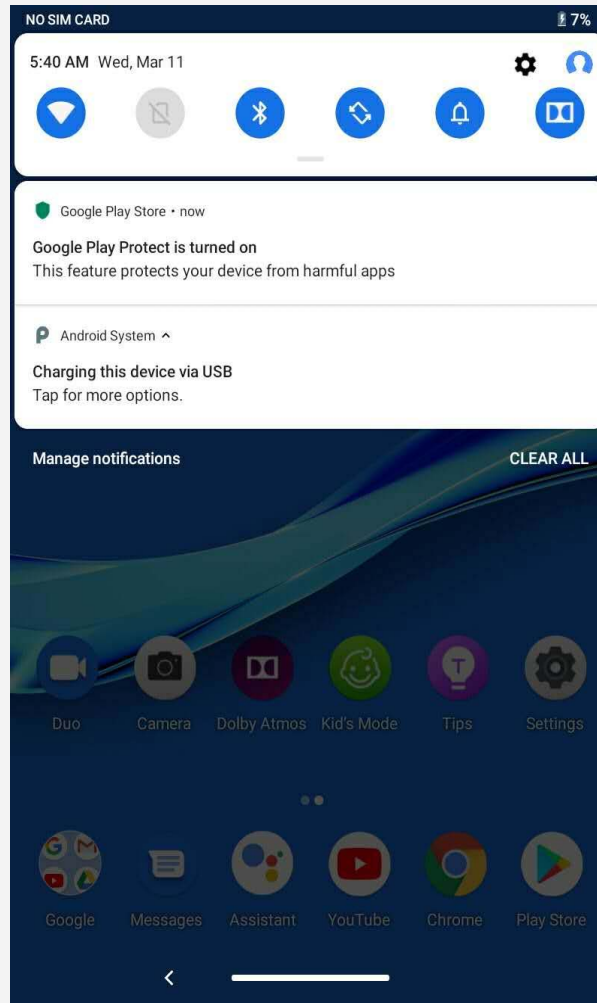 NO SIM CARD 7%
5:40 AM Wed, Mar 11
Google Play Store • now
Google Play Protect is turned on
This feature protects your device from harmful apps
Android System
Charging this device via USB
Tap for more options.
Manage notifications CLEAR ALL
T
Duo Camera Dolby Atmos Kid's Mode Tips Settings
G M
Google Messages Assistant YouTube Chrome Play Store